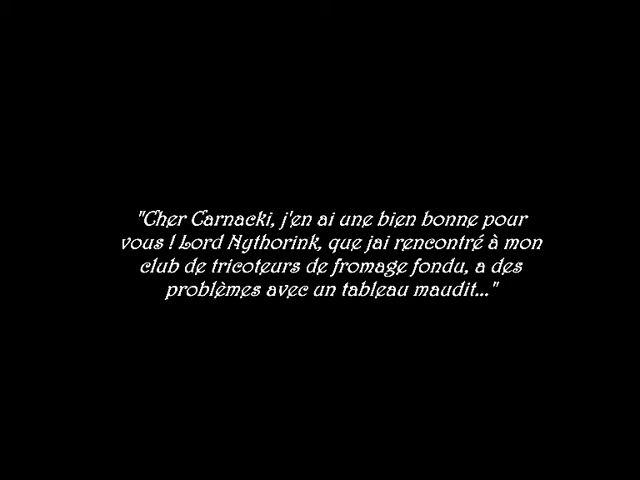 "Cher Carnacki, j'en ai une bien bonne pour
vous ! Lord Nythorink, que jai rencontré à mon
club de tricoteurs de fromage fondu, a des
problèmes avec un tableau maudit..."